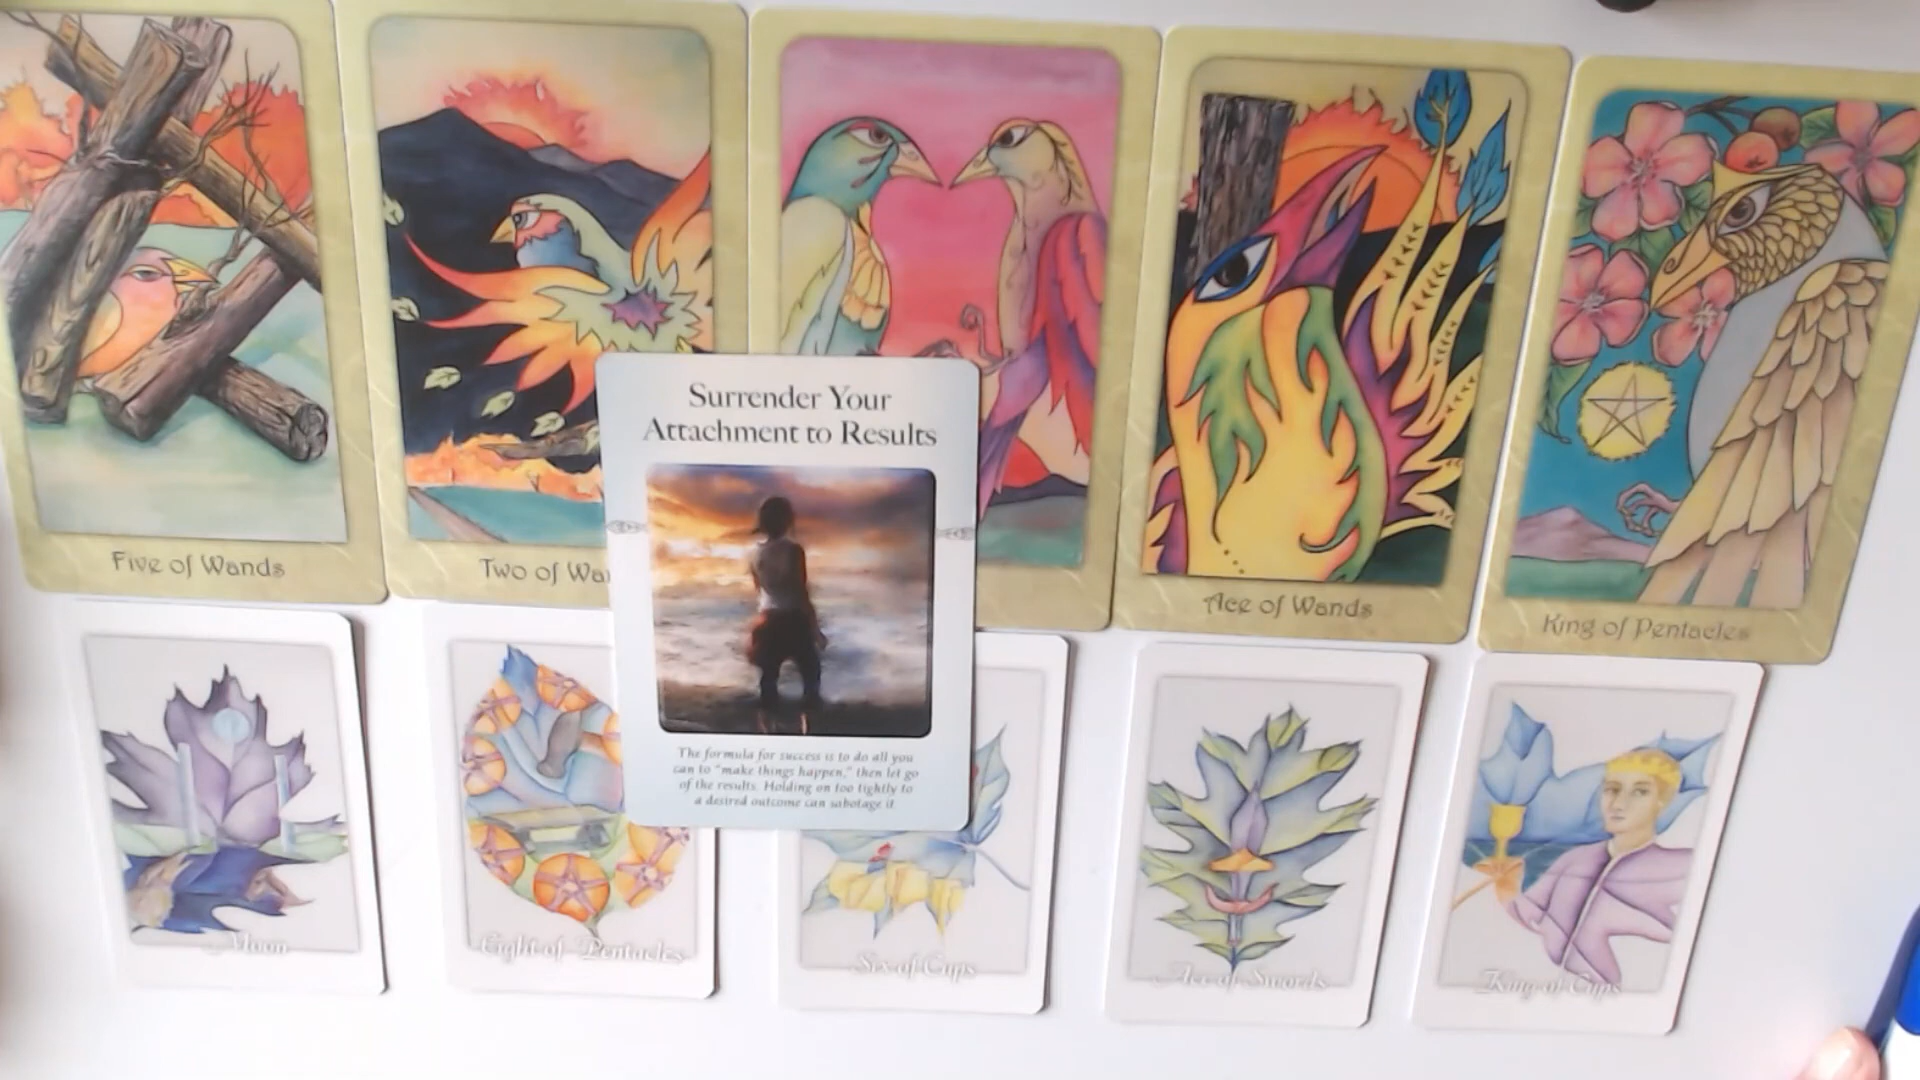 Five of Wands
Two of Wa
Ace of Wands
King of Pentacles
Surrender Your
Attachment to Results
The formula for success is to do all you
can to "make things happen," then let go
of the results. Holding on too tightly to
a desired outcome can sabotage it
Moon
Eight of Pentacles
Six of Cups
Ace of Swords
King of Cups